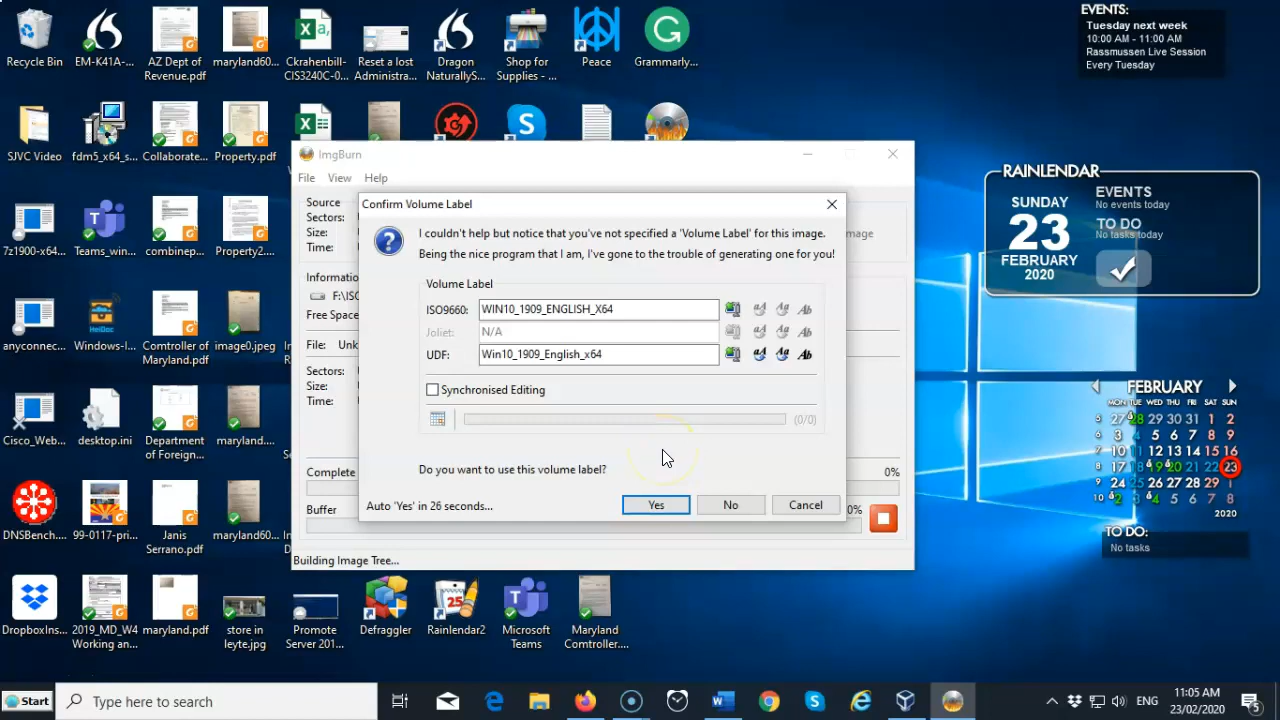 Recycle Bin
EM-K41A-...
AZ Dept of
Revenue.pdf
maryland60...
Ckrahenbill-
CIS3240C-0...
Reset a lost
Administra...
Dragon
NaturallyS...
Shop for
Supplies - ...
Peace
Grammarly...
EVENTS:
Tuesday next week
10:00 AM - 11:00 AM
Rassmussen Live Session
Every Tuesday
SJVC Video
fdm5_x64_s...
Collaborate...
Property.pdf
7z1900-x64...
Teams_win...
combinep...
Property2...
anyconnec...
Windows-I...
Comtroller of
Maryland.pdf
image0.jpeg
Cisco_Web...
desktop.ini
Department
of Foreign...
maryland....
DNSBench....
99-0117-pri...
Janis
Serrano.pdf
maryland60...
DropboxIns...
2019_MD_W4
Working an...
maryland.pdf
store in
leyte.jpg
Promote
Server 201...
Defraggler
Rainlendar2
Microsoft
Teams
Maryland
Comtroller....
ImgBurn
File View Help
Source
Sectors:
Size:
Time:
Image
Informatio
F:\ISO
Free Space
File: Unk
Sectors:
Size:
Time:
Complete
0%
Buffer
0%
Building Image Tree...
Confirm Volume Label
I couldn't help but notice that you've not specified a 'Volume Label' for this image.
Being the nice program that I am, I've gone to the trouble of generating one for you!
Volume Label
ISO9660: WIN10_1909_ENGLISH_X64
Joliet: N/A
UDF: Win10_1909_English_x64
Synchronised Editing
(0/0)
Do you want to use this volume label?
Auto 'Yes' in 26 seconds...
Yes No Cancel
RAINLENDAR
SUNDAY
23
FEBRUARY
2020
EVENTS
No events today
TO DO
No tasks today
FEBRUARY
MON TUE WED THU FRI SAT SUN
5 27 28 29 30 31 1 2
6 3 4 5 6 7 8 9
7 10 11 12 13 14 15 16
8 17 18 19 20 21 22 23
9 24 25 26 27 28 29 1
10 2 3 4 5 6 7 8
2020
TO DO:
No tasks
Start
Type here to search
ENG
11:05 AM
23/02/2020
5